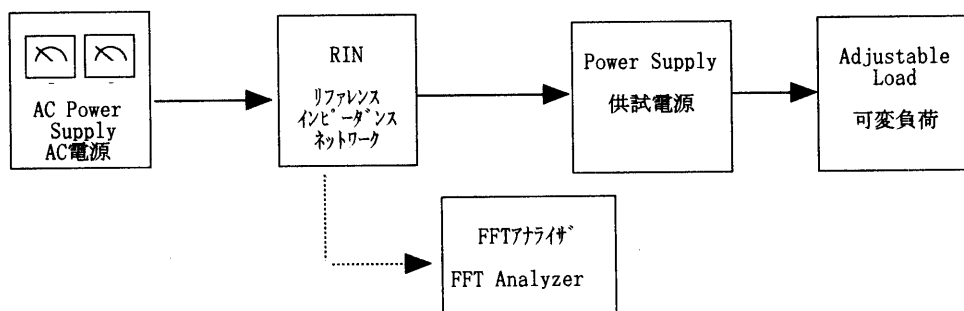 AC Power
Supply
AC電源
RIN
リファレンス
インピーダンス
ネットワーク
Power Supply
供試電源
Adjustable
Load
可変負荷
FFTアナライザ
FFT Analyzer